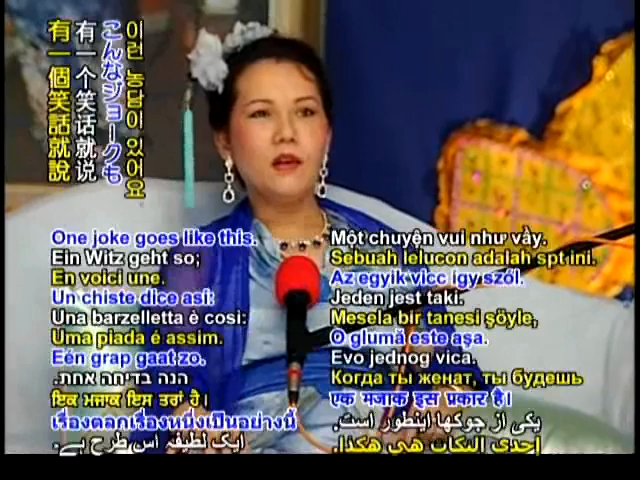 有一個笑話就說
有一个笑话就说
こんなジョークも
이런 농담이 있어요
One joke goes like this.
Ein Witz geht so;
En voici une.
Un chiste dice así:
Una barzelletta è così:
Uma piada é assim.
Eén grap gaat zo.
הנה בדיחה אחת.
ਇਕ ਮਜਾਕ ਇਸ ਤਰਾਂ ਹੈ।
เรื่องตลกเรื่องหนึ่งเป็นอย่างนี้
ایک لطیفہ اس طرح ہے۔
Một chuyện vui như vầy.
Sebuah lelucon adalah spt ini.
Az egyik vicc így szól.
Jeden jest taki.
Mesela bir tanesi şöyle,
O glumă este aşa.
Evo jednog vica.
Когда ты женат, ты будешь
एक मजाक इस प्रकार है।
یکی از جوکها اینطور است.
إحدى النكات هي هكذا.